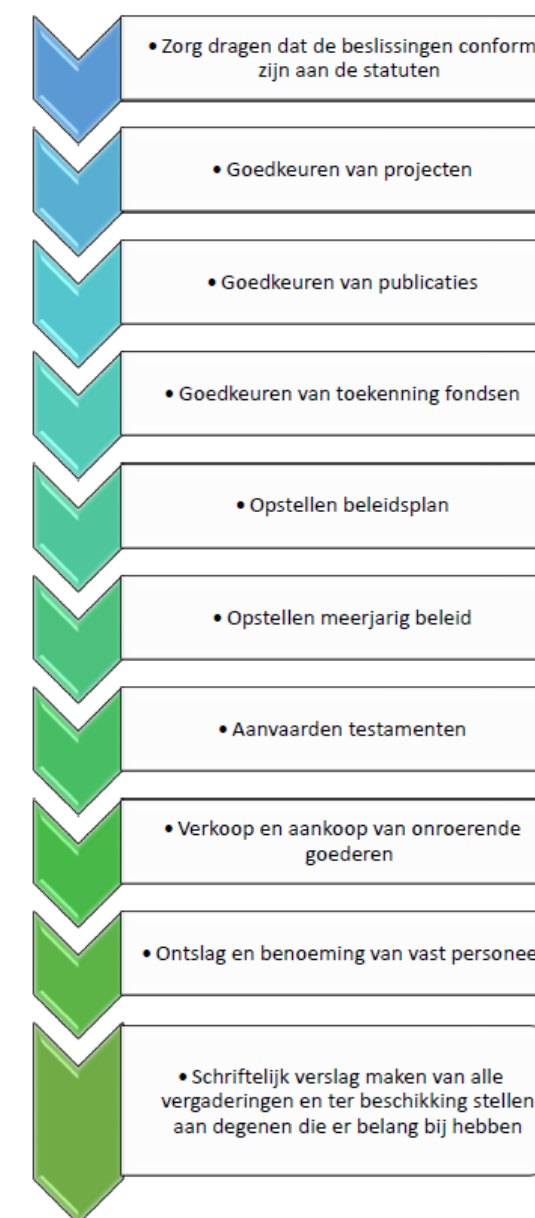 • Zorg dragen dat de beslissingen conform
zijn aan de statuten
• Goedkeuren van projecten
• Goedkeuren van publicaties
• Goedkeuren van toekenning fondsen
• Opstellen beleidsplan
• Opstellen meerjarig beleid
• Aanvaarden testamenten
• Verkoop en aankoop van onroerende
goederen
• Ontslag en benoeming van vast personee
• Schriftelijk verslag maken van alle
vergaderingen en ter beschikking stellen
aan degenen die er belang bij hebben